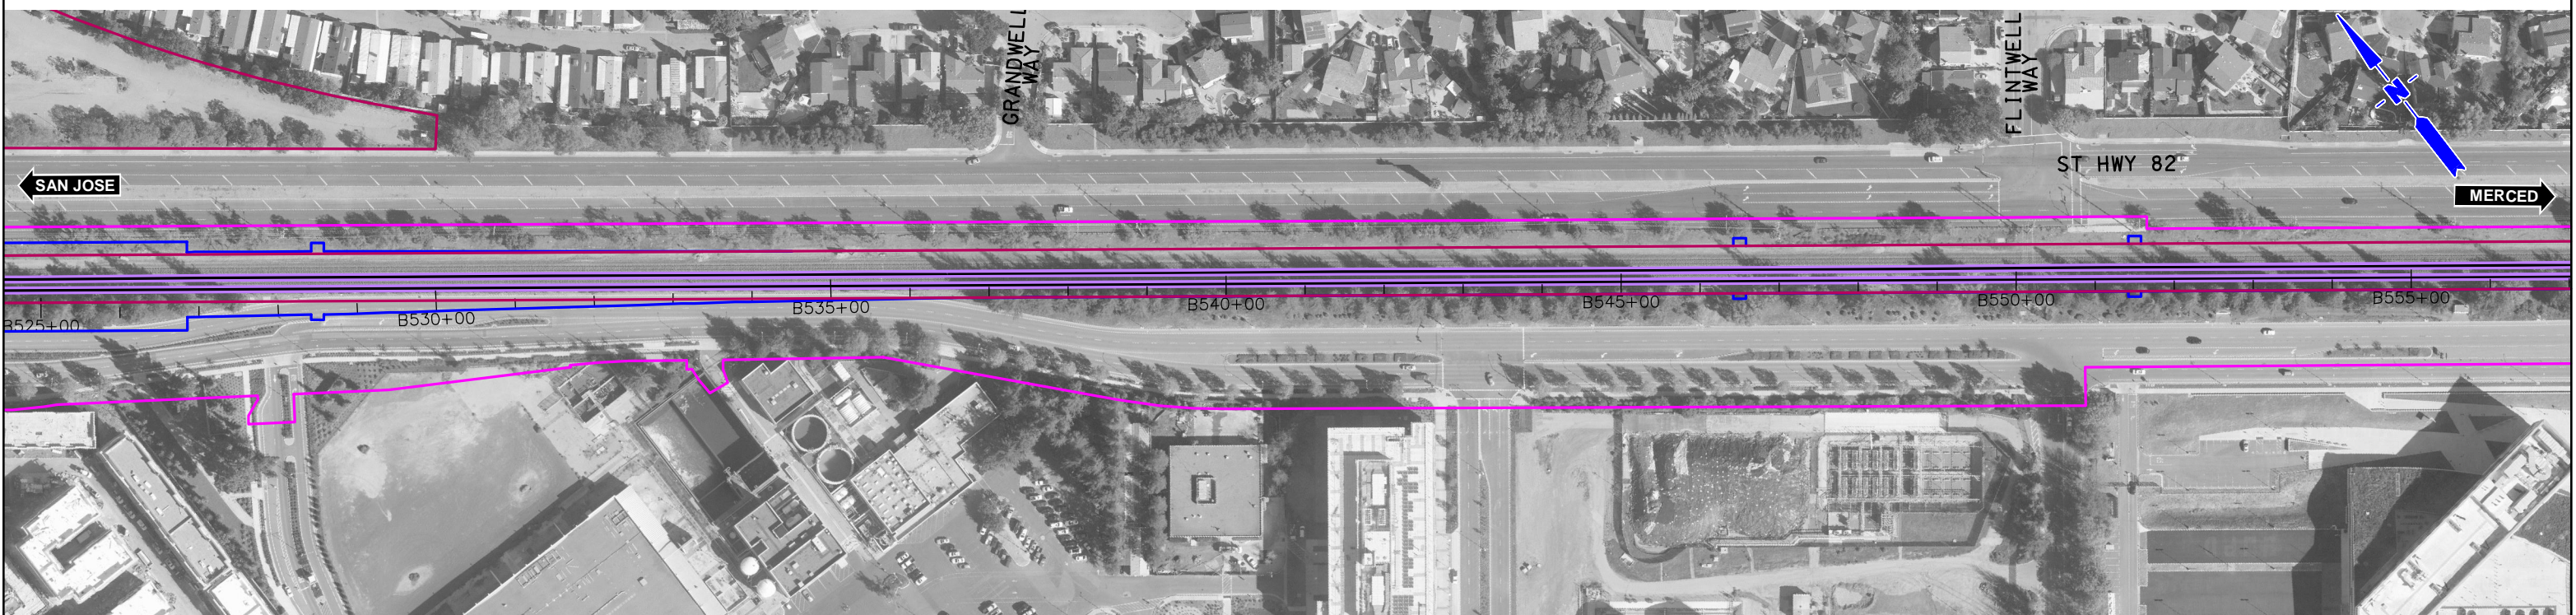 GRANDWELL
WAY
FLINTWELL
WAY
N
ST HWY 82
SAN JOSE
MERCED
B525+00
B530+00
B535+00
B540+00
B545+00
B550+00
B555+00